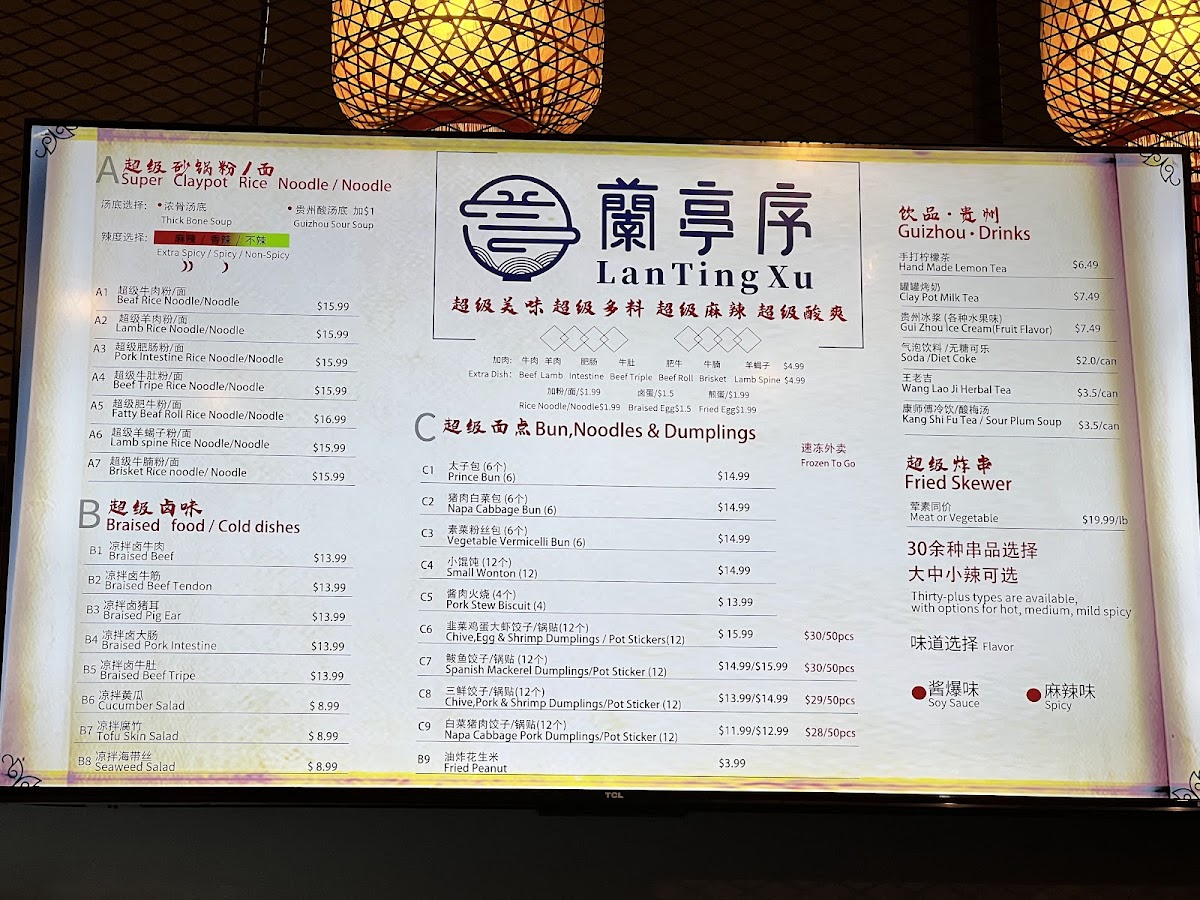 A 超级砂锅粉/面
Super Claypot Rice Noodle / Noodle
汤底选择: •浓骨汤底 •贵州酸汤底 加$1
Thick Bone Soup Guizhou Sour Soup
辣度选择: 麻辣 / 香辣 / 不辣
Extra Spicy / Spicy / Non-Spicy
A1 超级牛肉粉/面
Beaf Rice Noodle/Noodle $15.99
A2 超级羊肉粉/面
Lamb Rice Noodle/Noodle $15.99
A3 超级肥肠粉/面
Pork Intestine Rice Noodle/Noodle $15.99
A4 超级牛肚粉/面
Beef Tripe Rice Noodle/Noodle $15.99
A5 超级肥牛粉/面
Fatty Beaf Roll Rice Noodle/Noodle $16.99
A6 超级羊蝎子粉/面
Lamb spine Rice Noodle/Noodle $15.99
A7 超级牛腩粉/面
Brisket Rice noodle/ Noodle $15.99
B 超级卤味
Braised food / Cold dishes
B1 凉拌卤牛肉
Braised Beef $13.99
B2 凉拌卤牛筋
Braised Beef Tendon $13.99
B3 凉拌卤猪耳
Braised Pig Ear $13.99
B4 凉拌卤大肠
Braised Pork Intestine $13.99
B5 凉拌卤牛肚
Braised Beef Tripe $13.99
B6 凉拌黄瓜
Cucumber Salad $ 8.99
B7 凉拌腐竹
Tofu Skin Salad $ 8.99
B8 凉拌海带丝
Seaweed Salad $ 8.99
蘭亭序
LanTingXu
超级美味 超级多料 超级麻辣 超级酸爽
加肉: 牛肉 羊肉 肥肠 牛肚 肥牛 牛腩 羊蝎子 $4.99
Extra Dish: Beef Lamb Intestine Beef Triple Beef Roll Brisket Lamb Spine $4.99
加粉/面/$1.99 卤蛋/$1.5 煎蛋/$1.99
Rice Noodle/Noodle$1.99 Braised Egg$1.5 Fried Egg$1.99
C 超级面点Bun,Noodles & Dumplings
速冻外卖
Frozen To Go
C1 太子包 (6个)
Prince Bun (6) $14.99
C2 猪肉白菜包 (6个)
Napa Cabbage Bun (6) $14.99
C3 素菜粉丝包 (6个)
Vegetable Vermicelli Bun (6) $14.99
C4 小馄饨 (12个)
Small Wonton (12) $14.99
C5 酱肉火烧 (4个)
Pork Stew Biscuit (4) $ 13.99
C6 韭菜鸡蛋大虾饺子/锅贴(12个)
Chive,Egg & Shrimp Dumplings / Pot Stickers(12) $ 15.99 $30/50pcs
C7 鲅鱼饺子/锅贴 (12个)
Spanish Mackerel Dumplings/Pot Sticker (12) $14.99/$15.99 $30/50pcs
C8 三鲜饺子/锅贴(12个)
Chive,Pork & Shrimp Dumplings/Pot Sticker (12) $13.99/$14.99 $29/50pcs
C9 白菜猪肉饺子/锅贴(12个)
Napa Cabbage Pork Dumplings/Pot Sticker (12) $11.99/$12.99 $28/50pcs
B9 油炸花生米
Fried Peanut $3.99
饮品·贵州
Guizhou·Drinks
手打柠檬茶
Hand Made Lemon Tea $6.49
罐罐烤奶
Clay Pot Milk Tea $7.49
贵州冰浆 (各种水果味)
Gui Zhou Ice Cream(Fruit Flavor) $7.49
气泡饮料 /无糖可乐
Soda /Diet Coke $2.0/can
王老吉
Wang Lao Ji Herbal Tea $3.5/can
康师傅冷饮/酸梅汤
Kang Shi Fu Tea / Sour Plum Soup $3.5/can
超级炸串
Fried Skewer
荤素同价
Meat or Vegetable $19.99/lb
30余种串品选择
大中小辣可选
Thirty-plus types are available,
with options for hot, medium, mild spicy
味道选择 Flavor
酱爆味 麻辣味
Soy Sauce Spicy
TCL